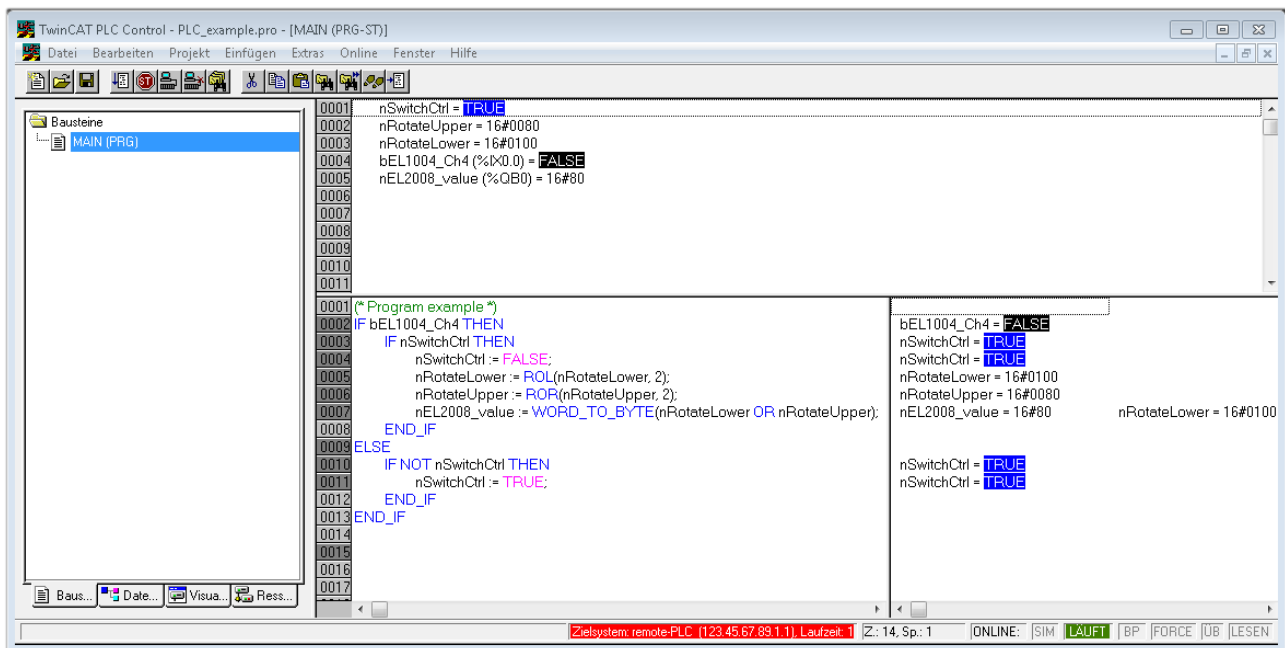 TwinCAT PLC Control - PLC_example.pro - [MAIN (PRG-ST)]
Datei Bearbeiten Projekt Einfügen Extras Online Fenster Hilfe
Bausteine
MAIN (PRG)
Baus... Date... Visua... Ress...
0001 nSwitchCtrl = TRUE
0002 nRotateUpper = 16#0080
0003 nRotateLower = 16#0100
0004 bEL1004_Ch4 (%IX0.0) = FALSE
0005 nEL2008_value (%QB0) = 16#80
0006
0007
0008
0009
0010
0011
0001 (* Program example *)
0002 IF bEL1004_Ch4 THEN bEL1004_Ch4 = FALSE
0003 IF nSwitchCtrl THEN nSwitchCtrl = TRUE
0004 nSwitchCtrl := FALSE; nSwitchCtrl = TRUE
0005 nRotateLower := ROL(nRotateLower, 2); nRotateLower = 16#0100
0006 nRotateUpper := ROR(nRotateUpper, 2); nRotateUpper = 16#0080
0007 nEL2008_value := WORD_TO_BYTE(nRotateLower OR nRotateUpper); nEL2008_value = 16#80 nRotateLower = 16#0100
0008 END_IF
0009 ELSE
0010 IF NOT nSwitchCtrl THEN nSwitchCtrl = TRUE
0011 nSwitchCtrl := TRUE; nSwitchCtrl = TRUE
0012 END_IF
0013 END_IF
0014
0015
0016
0017
Zielsystem: remote-PLC (123.45.67.89.1.1), Laufzeit: 1 Z.: 14, Sp.: 1 ONLINE: SIM LÄUFT BP FORCE ÜB LESEN